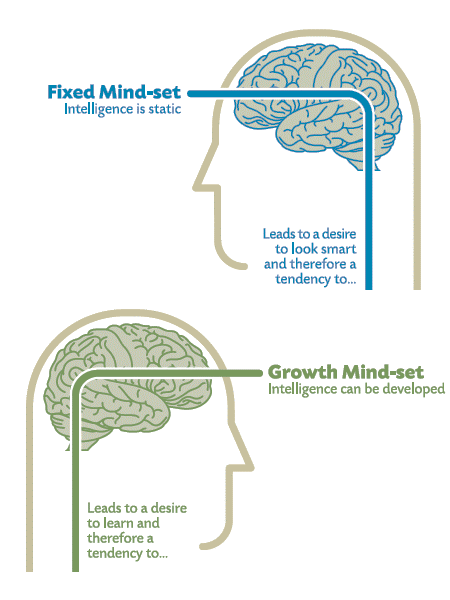 Fixed Mind-set
Intelligence is static
Leads to a desire
to look smart
and therefore a
tendency to...
Growth Mind-set
Intelligence can be developed
Leads to a desire
to learn and
therefore a
tendency to...